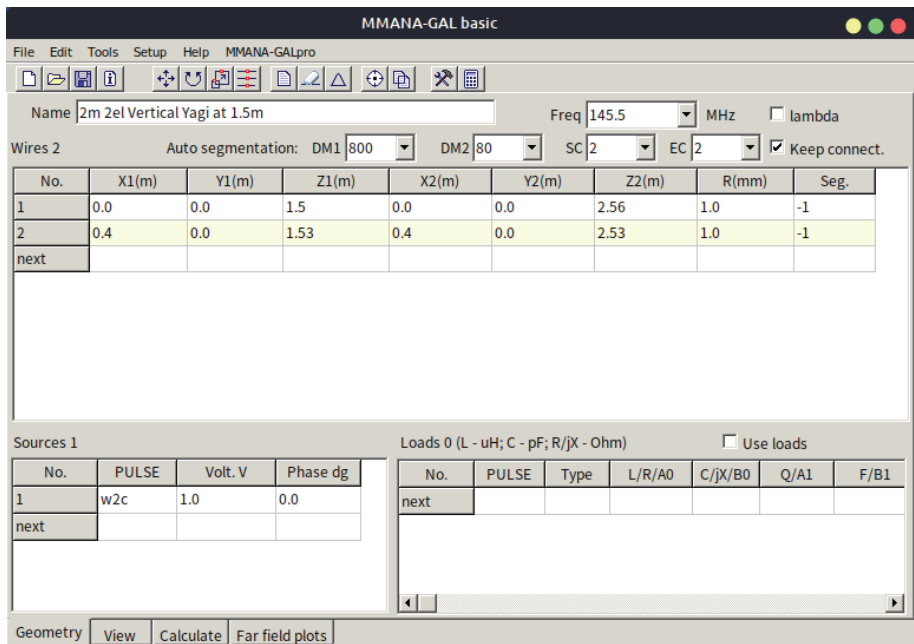 MMANA-GAL basic
File Edit Tools Setup Help MMANA-GALpro
Name 2m 2el Vertical Yagi at 1.5m Freq 145.5 MHz lambda
Wires 2 Auto segmentation: DM1 800 DM2 80 SC 2 EC 2 Keep connect.
No. X1(m) Y1(m) Z1(m) X2(m) Y2(m) Z2(m) R(mm) Seg.
1 0.0 0.0 1.5 0.0 0.0 2.56 1.0 -1
2 0.4 0.0 1.53 0.4 0.0 2.53 1.0 -1
next
Sources 1
No. PULSE Volt. V Phase dg
1 w2c 1.0 0.0
next
Loads 0 (L - uH; C - pF; R/jX - Ohm) Use loads
No. PULSE Type L/R/A0 C/jX/B0 Q/A1 F/B1
next
Geometry View Calculate Far field plots